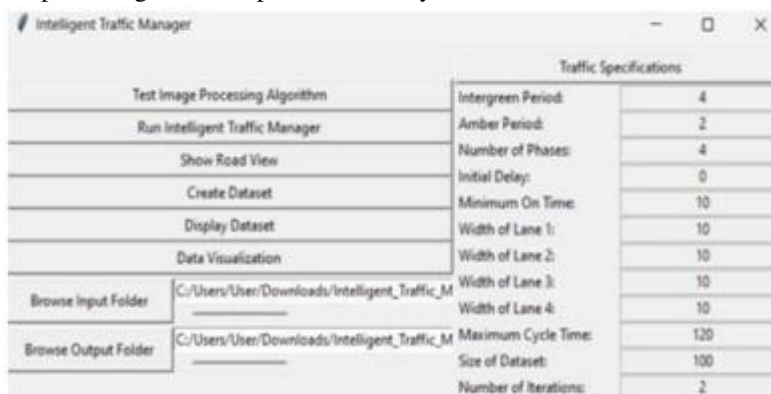 Intelligent Traffic Manager
Test Image Processing Algorithm
Run Intelligent Traffic Manager
Show Road View
Create Dataset
Display Dataset
Data Visualization
Browse Input Folder
C:/Users/User/Downloads/Intelligent_Traffic_M
Browse Output Folder
C:/Users/User/Downloads/Intelligent_Traffic_M
Traffic Specifications
Intergreen Period: 4
Amber Period: 2
Number of Phases: 4
Initial Delay: 0
Minimum On Time: 10
Width of Lane 1: 10
Width of Lane 2: 10
Width of Lane 3: 10
Width of Lane 4: 10
Maximum Cycle Time: 120
Size of Dataset: 100
Number of Iterations: 2